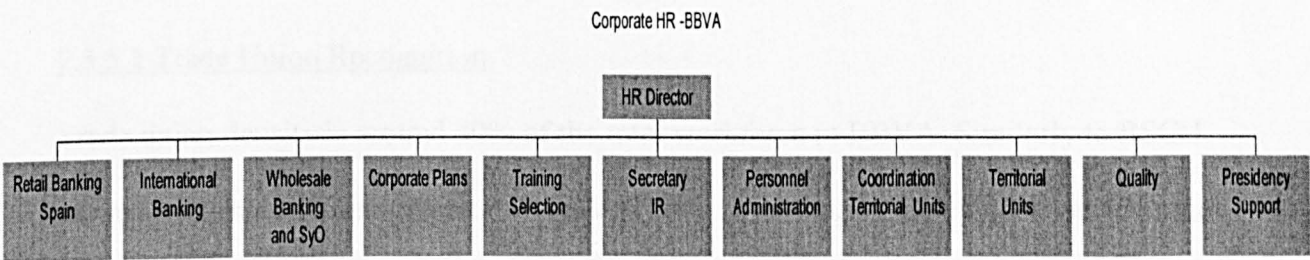 Corporate HR -BBVA
HR Director
Retail Banking
Spain
International
Banking
Wholesale
Banking
and SyO
Corporate Plans
Training
Selection
Secretary
IR
Personnel
Administration
Coordination
Territorial Units
Territorial
Units
Quality
Presidency
Support